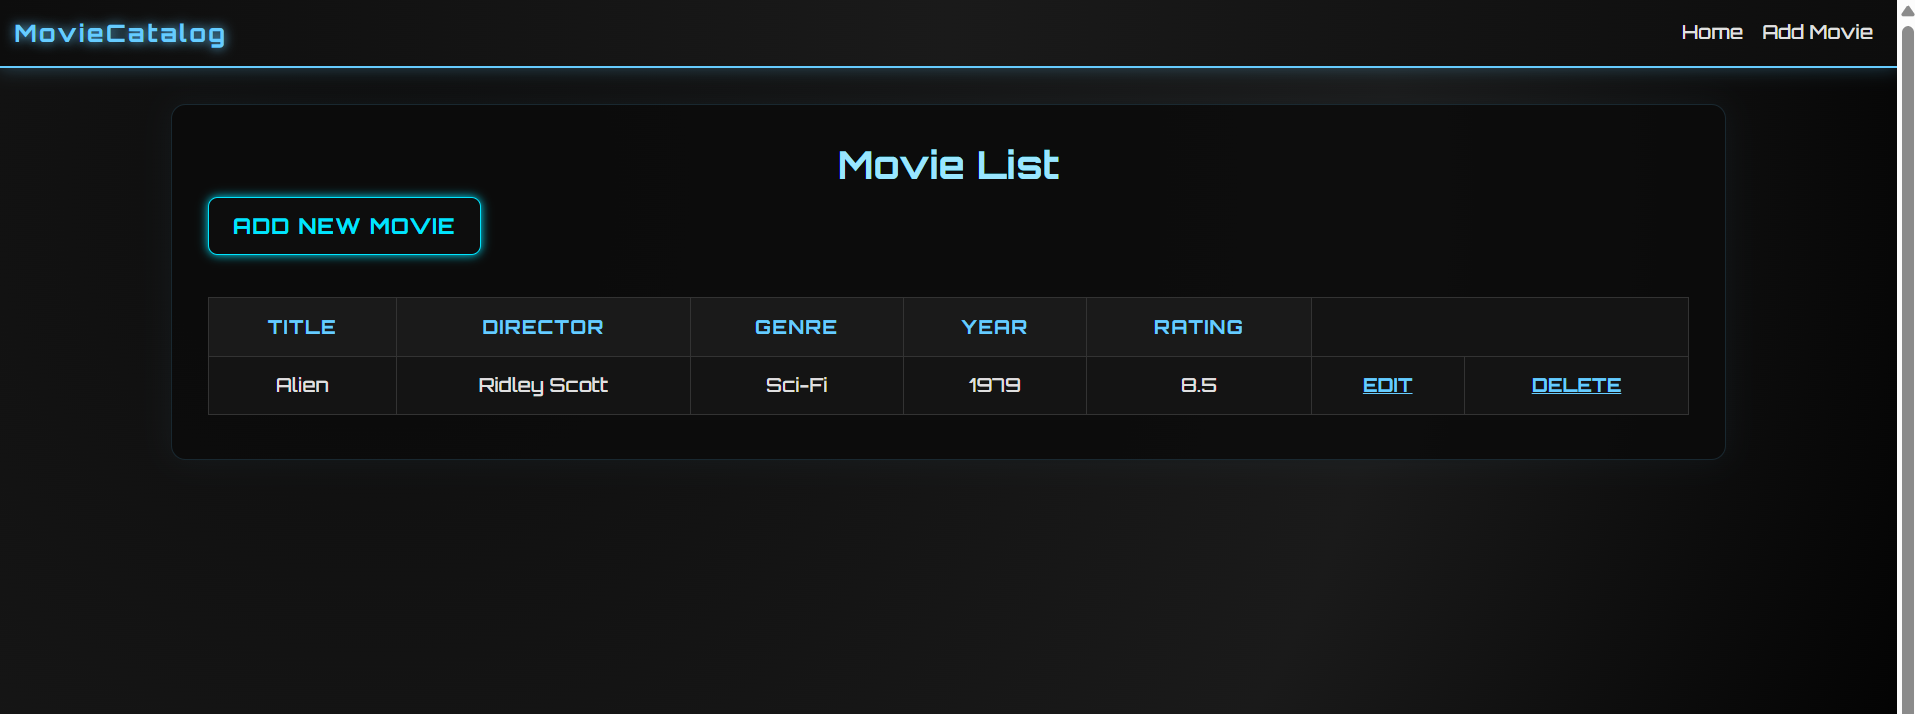 MovieCatalog
Home Add Movie
Movie List
ADD NEW MOVIE
TITLE DIRECTOR GENRE YEAR RATING
Alien Ridley Scott Sci-Fi 1979 8.5 EDIT DELETE